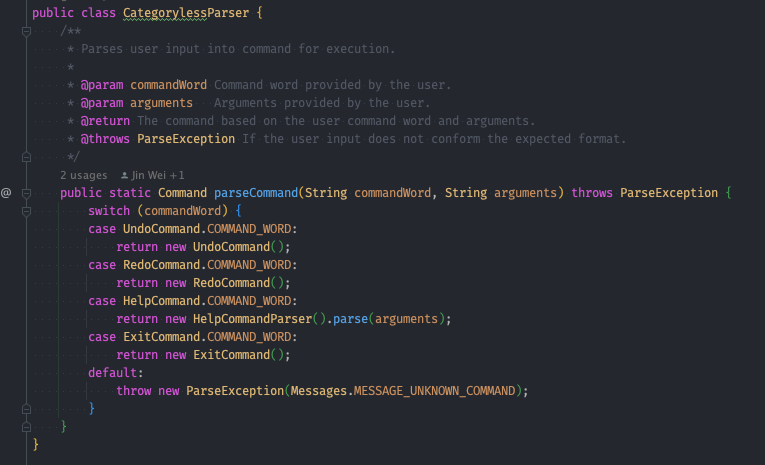 public class CategorylessParser {
/**
* Parses user input into command for execution.
*
* @param commandWord Command word provided by the user.
* @param arguments   Arguments provided by the user.
* @return The command based on the user command word and arguments.
* @throws ParseException If the user input does not conform the expected format.
*/
2 usages   Jin Wei +1
@ public static Command parseCommand(String commandWord, String arguments) throws ParseException {
switch (commandWord) {
case UndoCommand.COMMAND_WORD:
return new UndoCommand();
case RedoCommand.COMMAND_WORD:
return new RedoCommand();
case HelpCommand.COMMAND_WORD:
return new HelpCommandParser().parse(arguments);
case ExitCommand.COMMAND_WORD:
return new ExitCommand();
default:
throw new ParseException(Messages.MESSAGE_UNKNOWN_COMMAND);
}
}
}